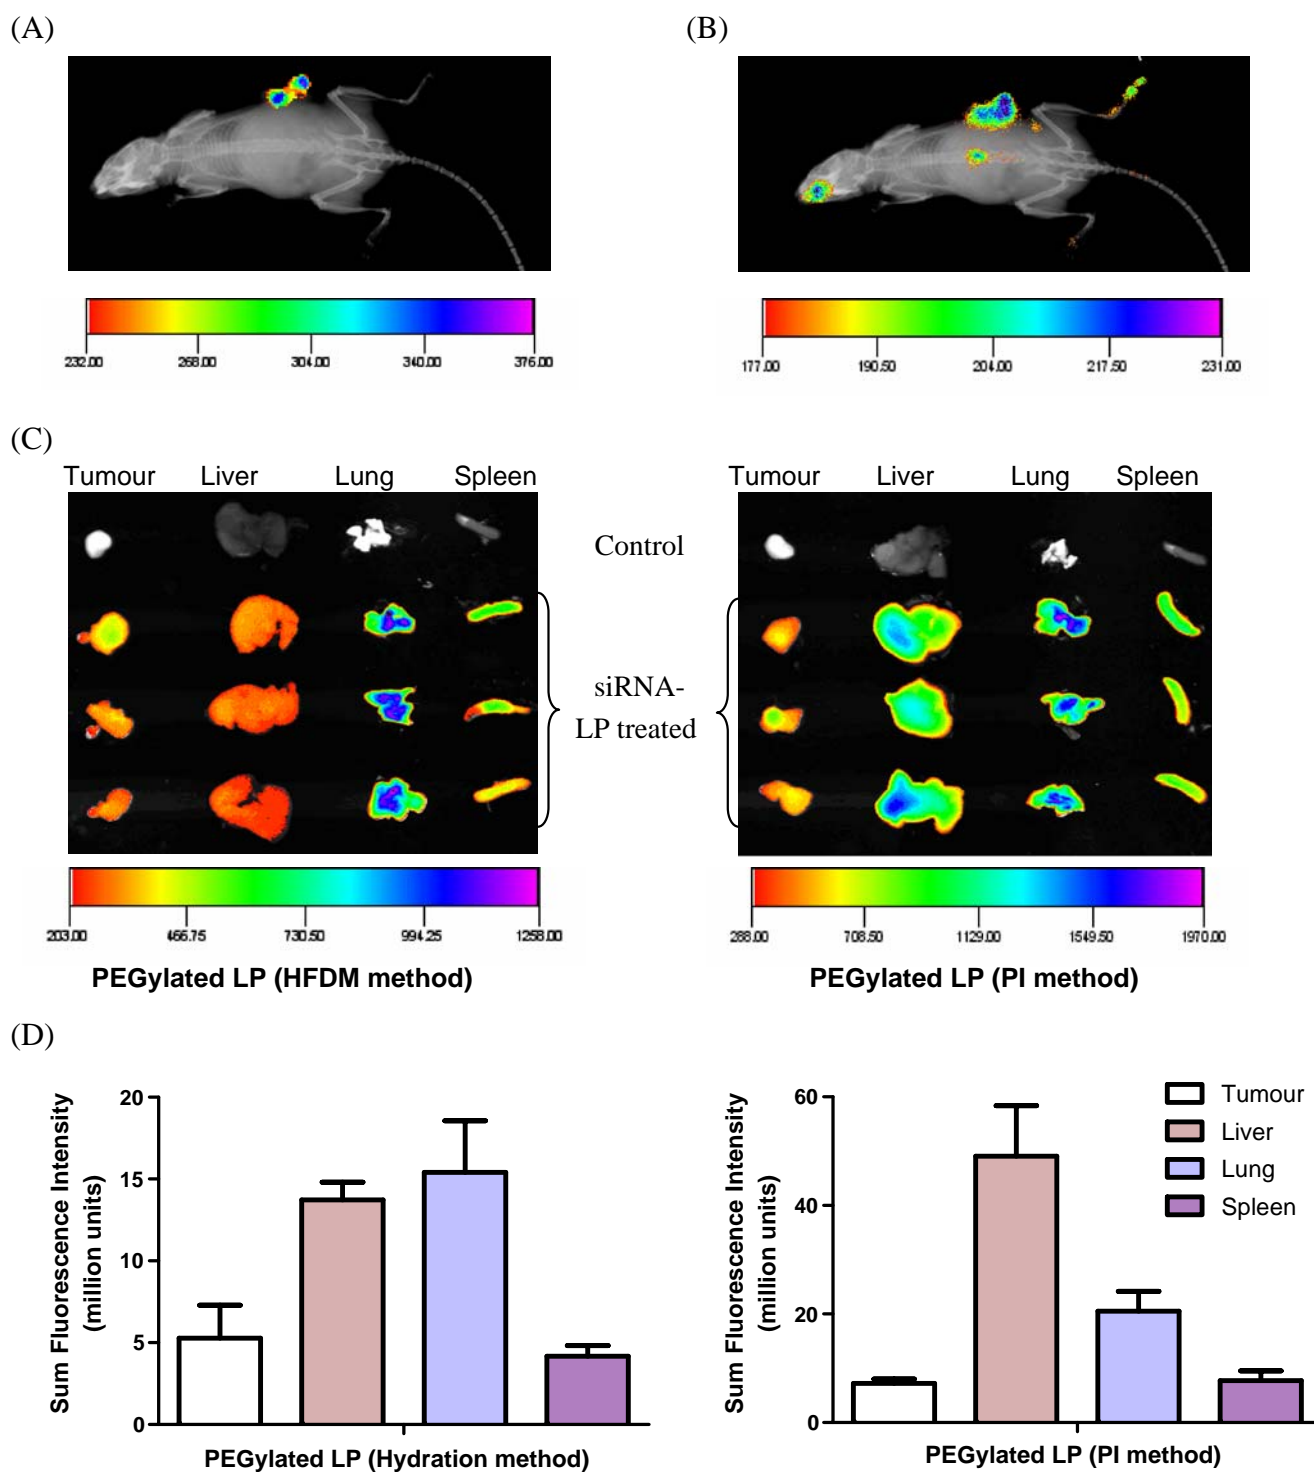 (A)
(B)
232.00 268.00 304.00 340.00 376.00
177.00 190.50 204.00 217.50 231.00
(C)
Tumour Liver Lung Spleen
Tumour Liver Lung Spleen
Control
siRNA-
LP treated
203.00 466.75 730.50 994.25 1258.00
288.00 708.50 1129.00 1549.50 1970.00
PEGylated LP (HFDM method)
PEGylated LP (PI method)
(D)
Sum Fluorescence Intensity
(million units)
20
15
10
5
0
PEGylated LP (Hydration method)
Sum Fluorescence Intensity
(million units)
60
40
20
0
PEGylated LP (PI method)
Tumour
Liver
Lung
Spleen